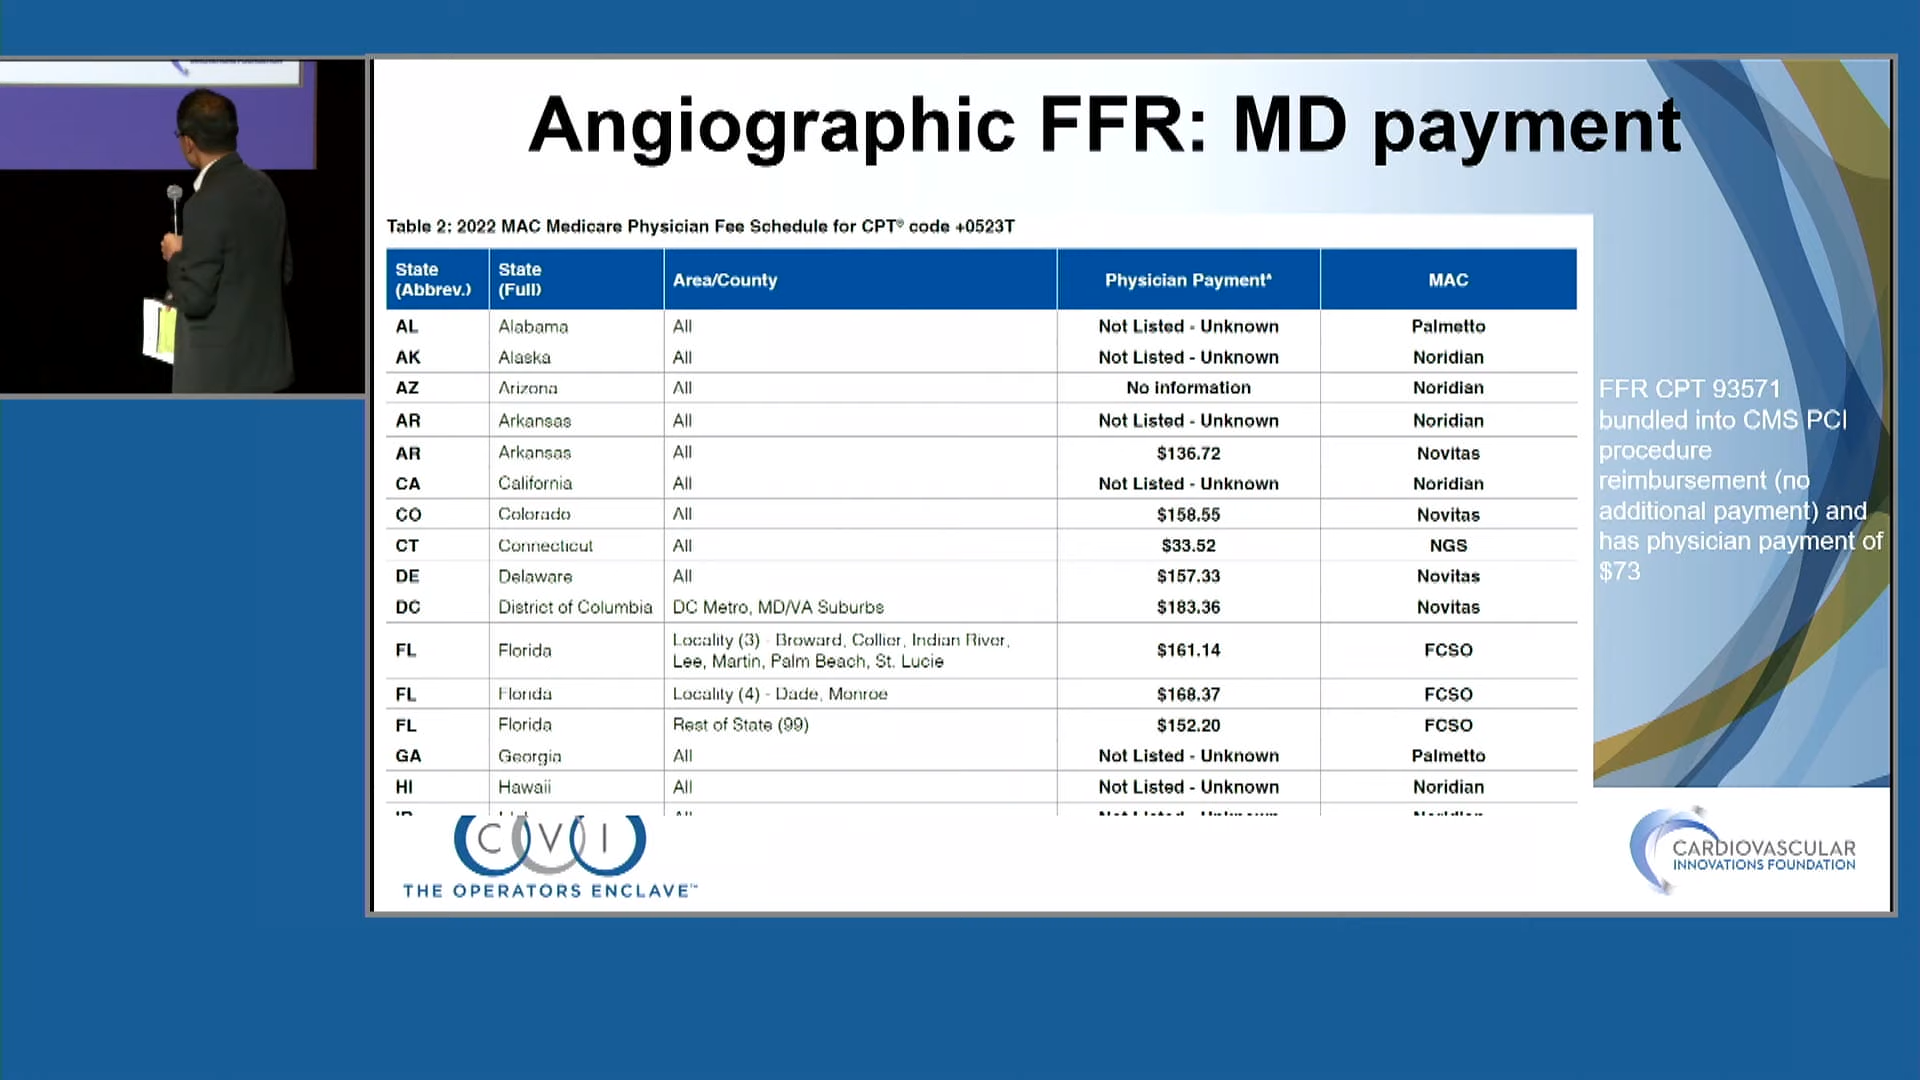 Angiographic FFR: MD payment
Table 2: 2022 MAC Medicare Physician Fee Schedule for CPT® code +0523T
State (Abbrev.) State (Full) Area/County Physician Payment* MAC
AL Alabama All Not Listed - Unknown Palmetto
AK Alaska All Not Listed - Unknown Noridian
AZ Arizona All No information Noridian
AR Arkansas All Not Listed - Unknown Noridian
AR Arkansas All $136.72 Novitas
CA California All Not Listed - Unknown Noridian
CO Colorado All $158.55 Novitas
CT Connecticut All $33.52 NGS
DE Delaware All $157.33 Novitas
DC District of Columbia DC Metro, MD/VA Suburbs $183.36 Novitas
FL Florida Locality (3) - Broward, Collier, Indian River, Lee, Martin, Palm Beach, St. Lucie $161.14 FCSO
FL Florida Locality (4) - Dade, Monroe $168.37 FCSO
FL Florida Rest of State (99) $152.20 FCSO
GA Georgia All Not Listed - Unknown Palmetto
HI Hawaii All Not Listed - Unknown Noridian
FFR CPT 93571
bundled into CMS PCI
procedure
reimbursement (no
additional payment) and
has physician payment of
$73
CVI
THE OPERATORS ENCLAVE™
CARDIOVASCULAR
INNOVATIONS FOUNDATION